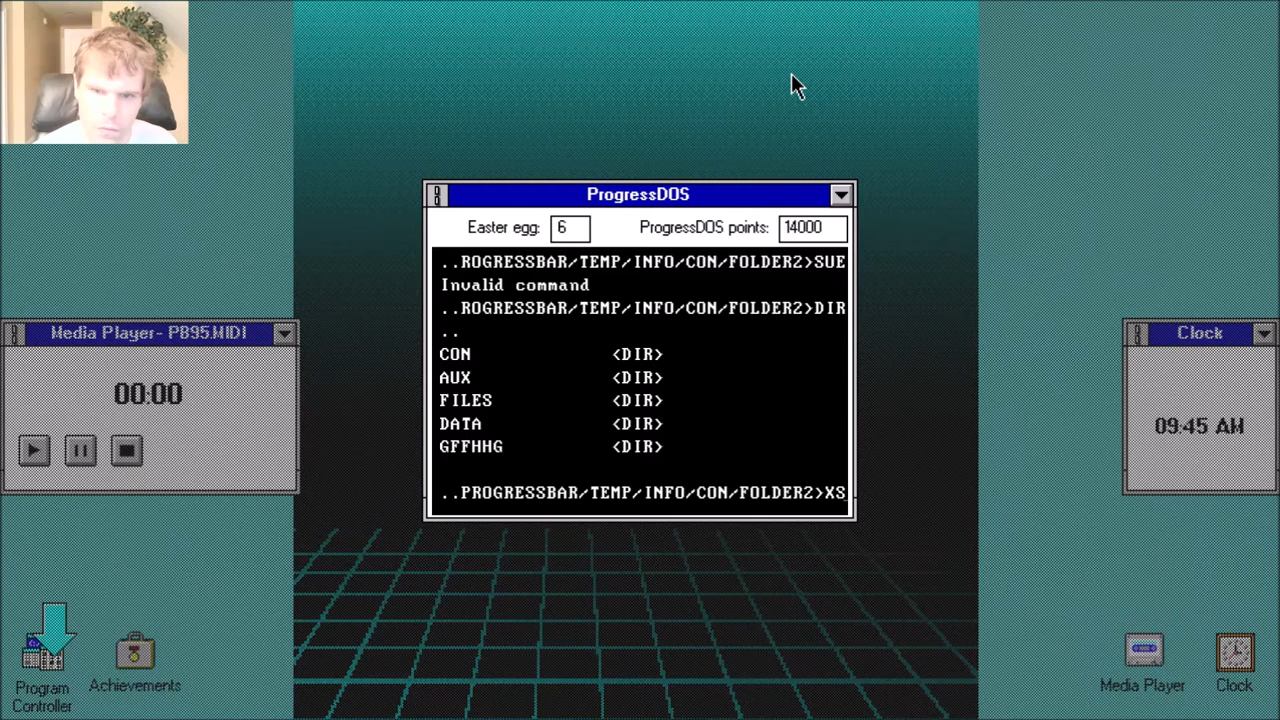 ProgressDOS
Easter egg: 6 ProgressDOS points: 14000
..ROGRESSBAR/TEMP/INFO/CON/FOLDER2>SUE
Invalid command
..ROGRESSBAR/TEMP/INFO/CON/FOLDER2>DIR
..
CON <DIR>
AUX <DIR>
FILES <DIR>
DATA <DIR>
GFFHHG <DIR>
..PROGRESSBAR/TEMP/INFO/CON/FOLDER2>XS_
Media Player- PB95.MIDI
00:00
Clock
09:45 AM
Program
Controller
Achievements
Media Player
Clock